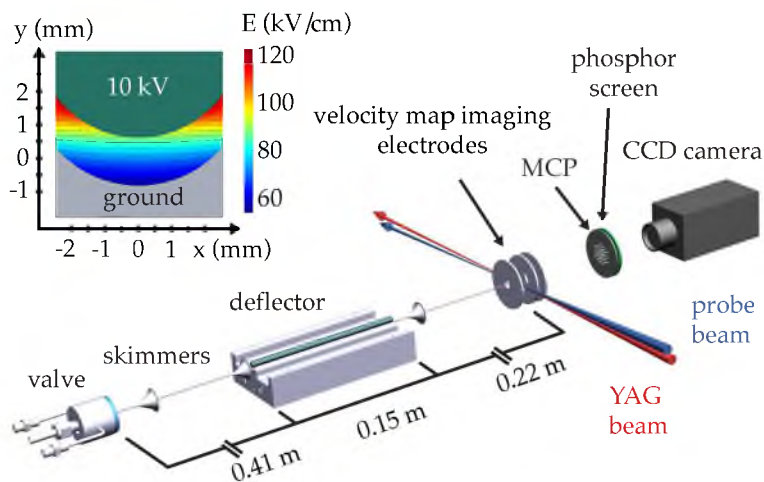 y (mm)
E (kV/cm)
10 kV
2
1
0
-1
ground
-2 -1 0 1 x (mm)
120
100
80
60
phosphor
screen
velocity map imaging
electrodes
MCP
CCD camera
deflector
skimmers
valve
probe
beam
YAG
beam
0.41 m
0.15 m
0.22 m